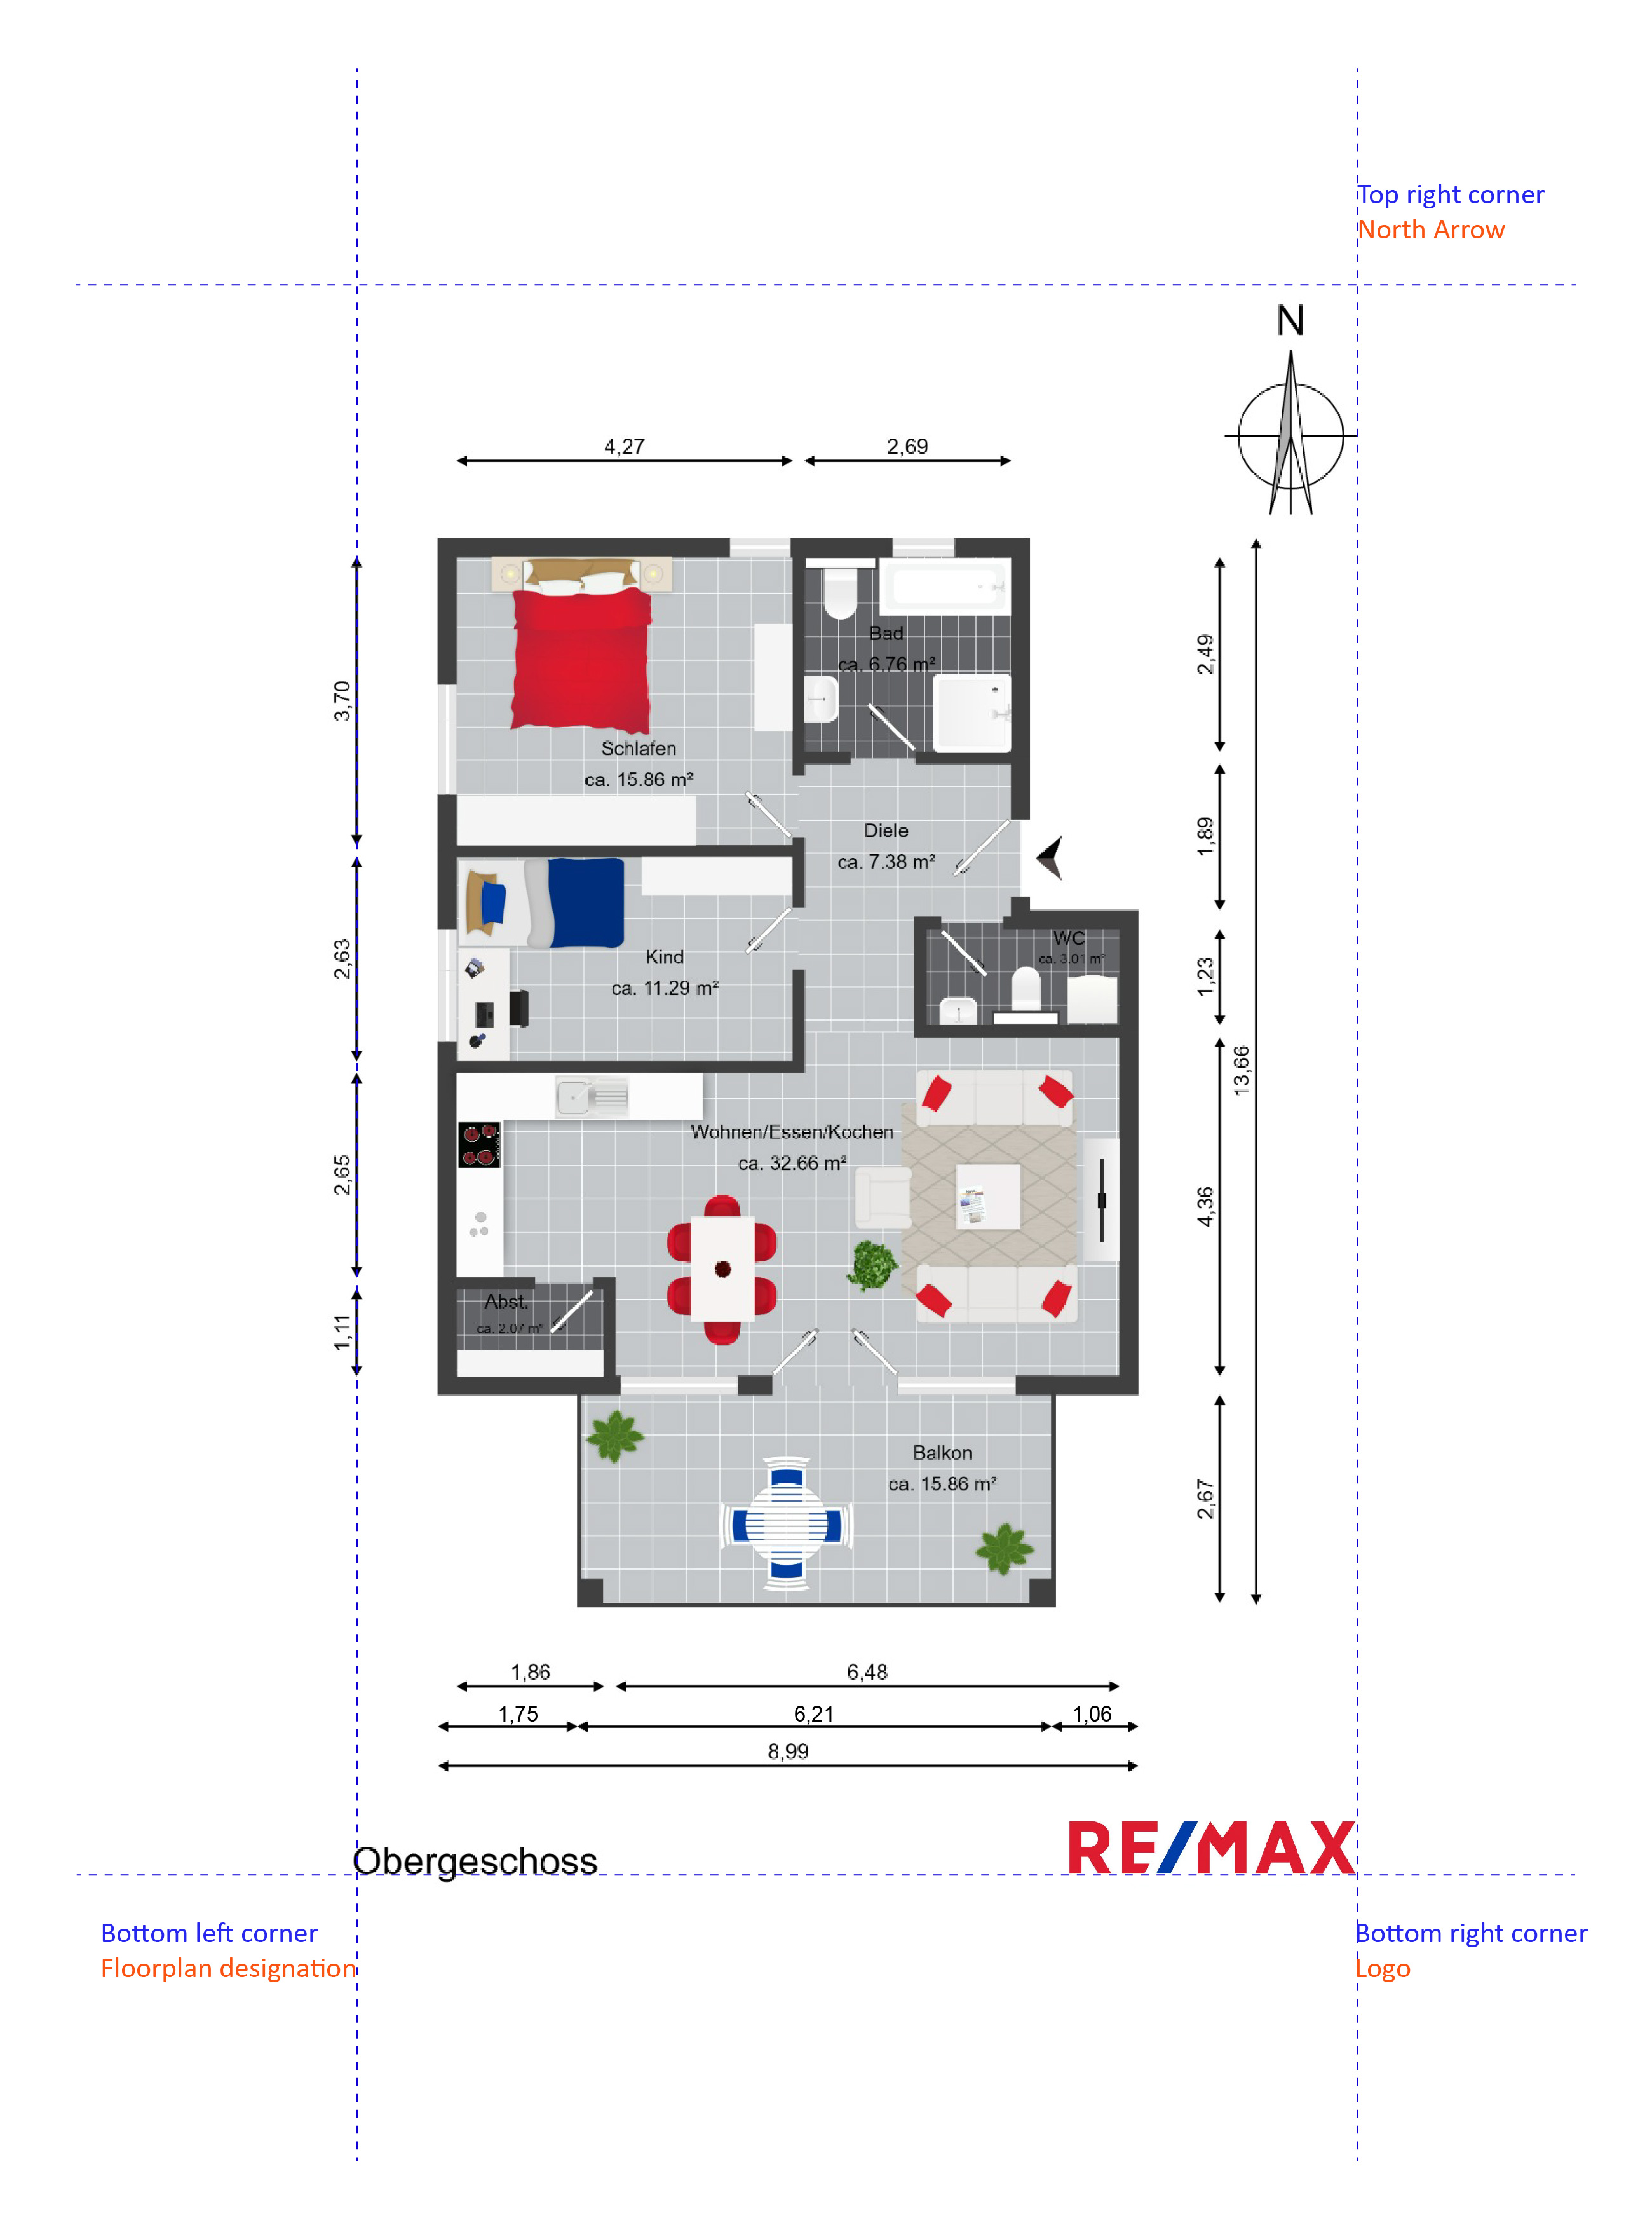 Top right corner
North Arrow
N
4,27
2,69
3,70
2,49
Bad
ca. 6.76 m²
Schlafen
ca. 15.86 m²
Diele
ca. 7.38 m²
1,89
2,63
Kind
ca. 11.29 m²
WC
ca. 3.01 m²
1,23
13,66
Wohnen/Essen/Kochen
ca. 32.66 m²
2,65
4,36
Abst.
ca. 2.07 m²
1,11
Balkon
ca. 15.86 m²
2,67
1,86
6,48
1,75
6,21
1,06
8,99
Obergeschoss
RE/MAX
Bottom left corner
Floorplan designation
Bottom right corner
Logo